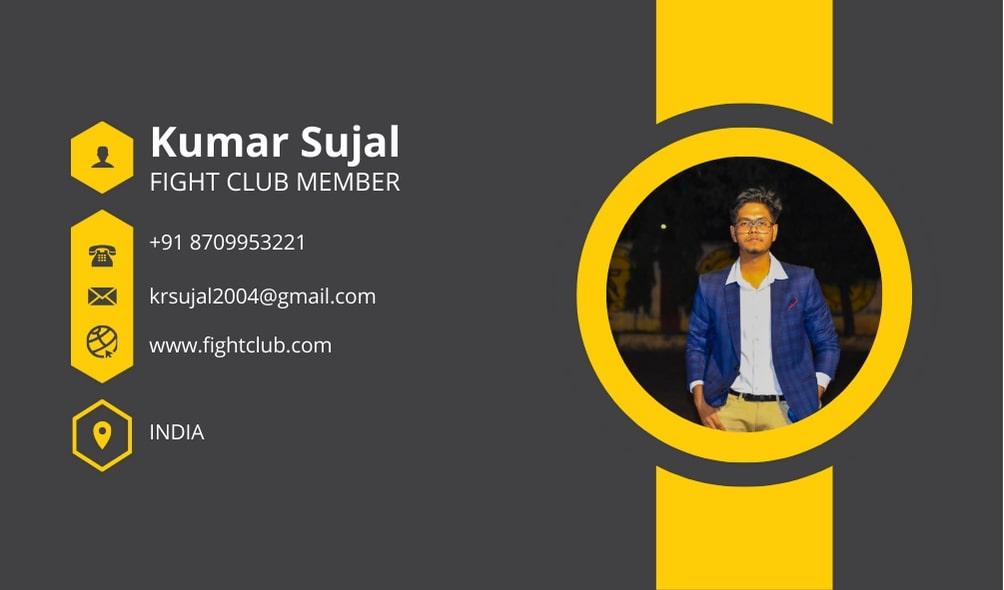 Kumar Sujal
FIGHT CLUB MEMBER
+91 8709953221
krsujal2004@gmail.com
www.fightclub.com
INDIA